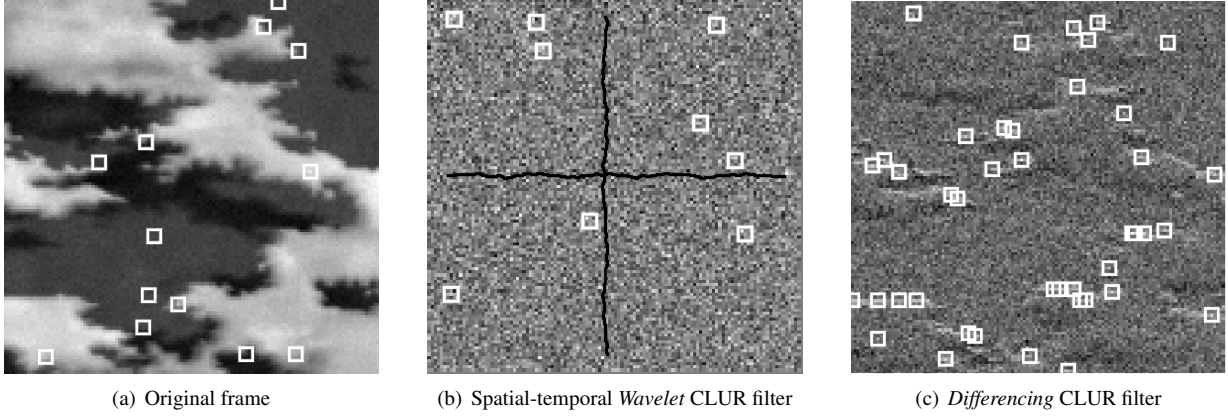 (a) Original frame
(b) Spatial-temporal Wavelet CLUR filter
(c) Differencing CLUR filter